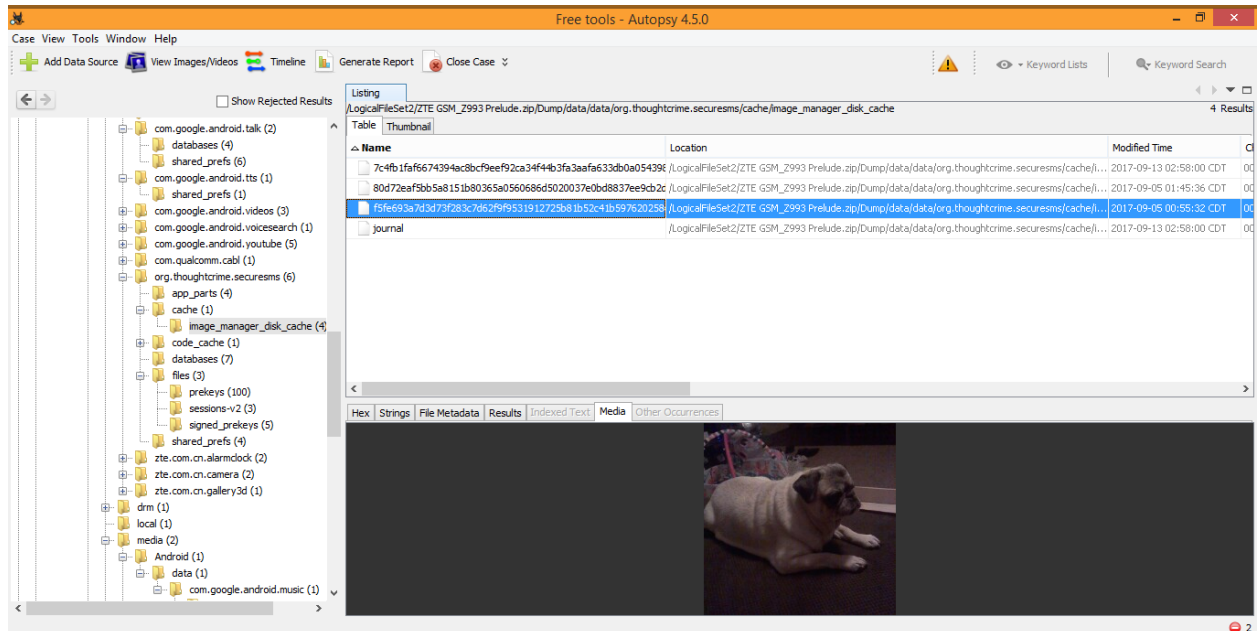 Free tools - Autopsy 4.5.0
Case View Tools Window Help
Add Data Source View Images/Videos Timeline Generate Report Close Case Keyword Lists Keyword Search
Show Rejected Results
com.google.android.talk (2)
databases (4)
shared_prefs (6)
com.google.android.tts (1)
shared_prefs (1)
com.google.android.videos (3)
com.google.android.voicesearch (1)
com.google.android.youtube (5)
com.qualcomm.cabl (1)
org.thoughtcrime.securesms (6)
app_parts (4)
cache (1)
image_manager_disk_cache (4)
code_cache (1)
databases (7)
files (3)
prekeys (100)
sessions-v2 (3)
signed_prekeys (5)
shared_prefs (4)
zte.com.cn.alarmclock (2)
zte.com.cn.camera (2)
zte.com.cn.gallery3d (1)
drm (1)
local (1)
media (2)
Android (1)
data (1)
com.google.android.music (1)
Listing
/LogicalFileSet2/ZTE GSM_Z993 Prelude.zip/Dump/data/data/org.thoughtcrime.securesms/cache/image_manager_disk_cache 4 Results
Table Thumbnail
Name Location Modified Time
/LogicalFileSet2/ZTE GSM_Z993 Prelude.zip/Dump/data/data/org.thoughtcrime.securesms/cache/i... 2017-09-13 02:58:00 CDT
/LogicalFileSet2/ZTE GSM_Z993 Prelude.zip/Dump/data/data/org.thoughtcrime.securesms/cache/i... 2017-09-05 01:45:36 CDT
/LogicalFileSet2/ZTE GSM_Z993 Prelude.zip/Dump/data/data/org.thoughtcrime.securesms/cache/i... 2017-09-05 00:55:32 CDT
journal /LogicalFileSet2/ZTE GSM_Z993 Prelude.zip/Dump/data/data/org.thoughtcrime.securesms/cache/i... 2017-09-13 02:58:00 CDT
Hex Strings File Metadata Results Indexed Text Media Other Occurrences
2